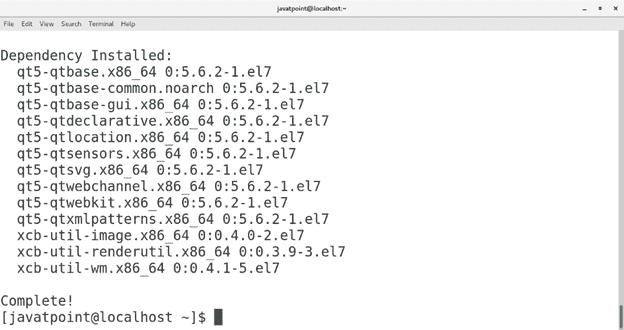 javatpoint@localhost:~
File Edit View Search Terminal Help
Dependency Installed:
qt5-qtbase.x86_64 0:5.6.2-1.el7
qt5-qtbase-common.noarch 0:5.6.2-1.el7
qt5-qtbase-gui.x86_64 0:5.6.2-1.el7
qt5-qtdeclarative.x86_64 0:5.6.2-1.el7
qt5-qtlocation.x86_64 0:5.6.2-1.el7
qt5-qtsensors.x86_64 0:5.6.2-1.el7
qt5-qtsvg.x86_64 0:5.6.2-1.el7
qt5-qtwebchannel.x86_64 0:5.6.2-1.el7
qt5-qtwebkit.x86_64 0:5.6.2-1.el7
qt5-qtxmlpatterns.x86_64 0:5.6.2-1.el7
xcb-util-image.x86_64 0:0.4.0-2.el7
xcb-util-renderutil.x86_64 0:0.3.9-3.el7
xcb-util-wm.x86_64 0:0.4.1-5.el7
Complete!
[javatpoint@localhost ~]$